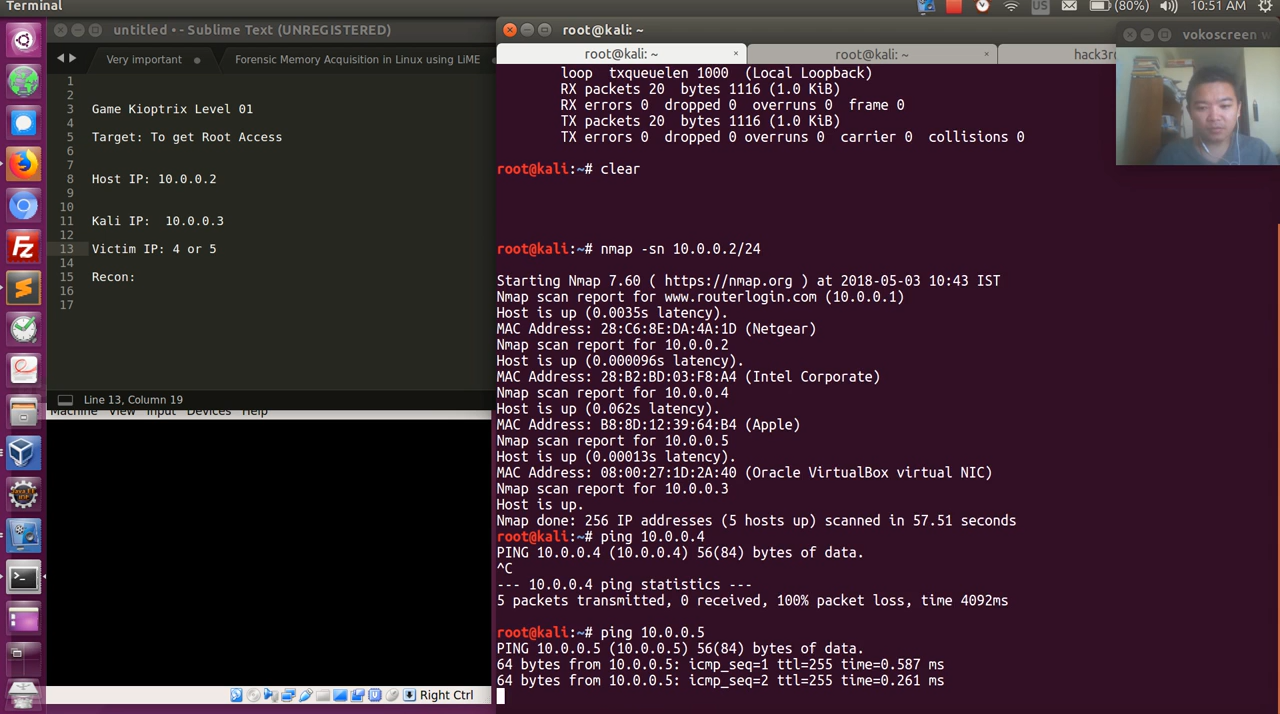 Terminal
US
(80%)
10:51 AM
untitled • - Sublime Text (UNREGISTERED)
Very important
Forensic Memory Acquisition in Linux using LiME
1
2
3 Game Kioptrix Level 01
4
5 Target: To get Root Access
6
7
8 Host IP: 10.0.0.2
9
10
11 Kali IP:  10.0.0.3
12
13 Victim IP: 4 or 5
14
15 Recon:
16
17
Line 13, Column 19
Machine View Input Devices Help
Right Ctrl
root@kali: ~
root@kali: ~ ×
root@kali: ~ ×
hack3r
vokoscreen
loop  txqueuelen 1000  (Local Loopback)
RX packets 20  bytes 1116 (1.0 KiB)
RX errors 0  dropped 0  overruns 0  frame 0
TX packets 20  bytes 1116 (1.0 KiB)
TX errors 0  dropped 0 overruns 0  carrier 0  collisions 0
root@kali:~# clear
root@kali:~# nmap -sn 10.0.0.2/24
Starting Nmap 7.60 ( https://nmap.org ) at 2018-05-03 10:43 IST
Nmap scan report for www.routerlogin.com (10.0.0.1)
Host is up (0.0035s latency).
MAC Address: 28:C6:8E:DA:4A:1D (Netgear)
Nmap scan report for 10.0.0.2
Host is up (0.000096s latency).
MAC Address: 28:B2:BD:03:F8:A4 (Intel Corporate)
Nmap scan report for 10.0.0.4
Host is up (0.062s latency).
MAC Address: B8:8D:12:39:64:B4 (Apple)
Nmap scan report for 10.0.0.5
Host is up (0.00013s latency).
MAC Address: 08:00:27:1D:2A:40 (Oracle VirtualBox virtual NIC)
Nmap scan report for 10.0.0.3
Host is up.
Nmap done: 256 IP addresses (5 hosts up) scanned in 57.51 seconds
root@kali:~# ping 10.0.0.4
PING 10.0.0.4 (10.0.0.4) 56(84) bytes of data.
^C
--- 10.0.0.4 ping statistics ---
5 packets transmitted, 0 received, 100% packet loss, time 4092ms
root@kali:~# ping 10.0.0.5
PING 10.0.0.5 (10.0.0.5) 56(84) bytes of data.
64 bytes from 10.0.0.5: icmp_seq=1 ttl=255 time=0.587 ms
64 bytes from 10.0.0.5: icmp_seq=2 ttl=255 time=0.261 ms